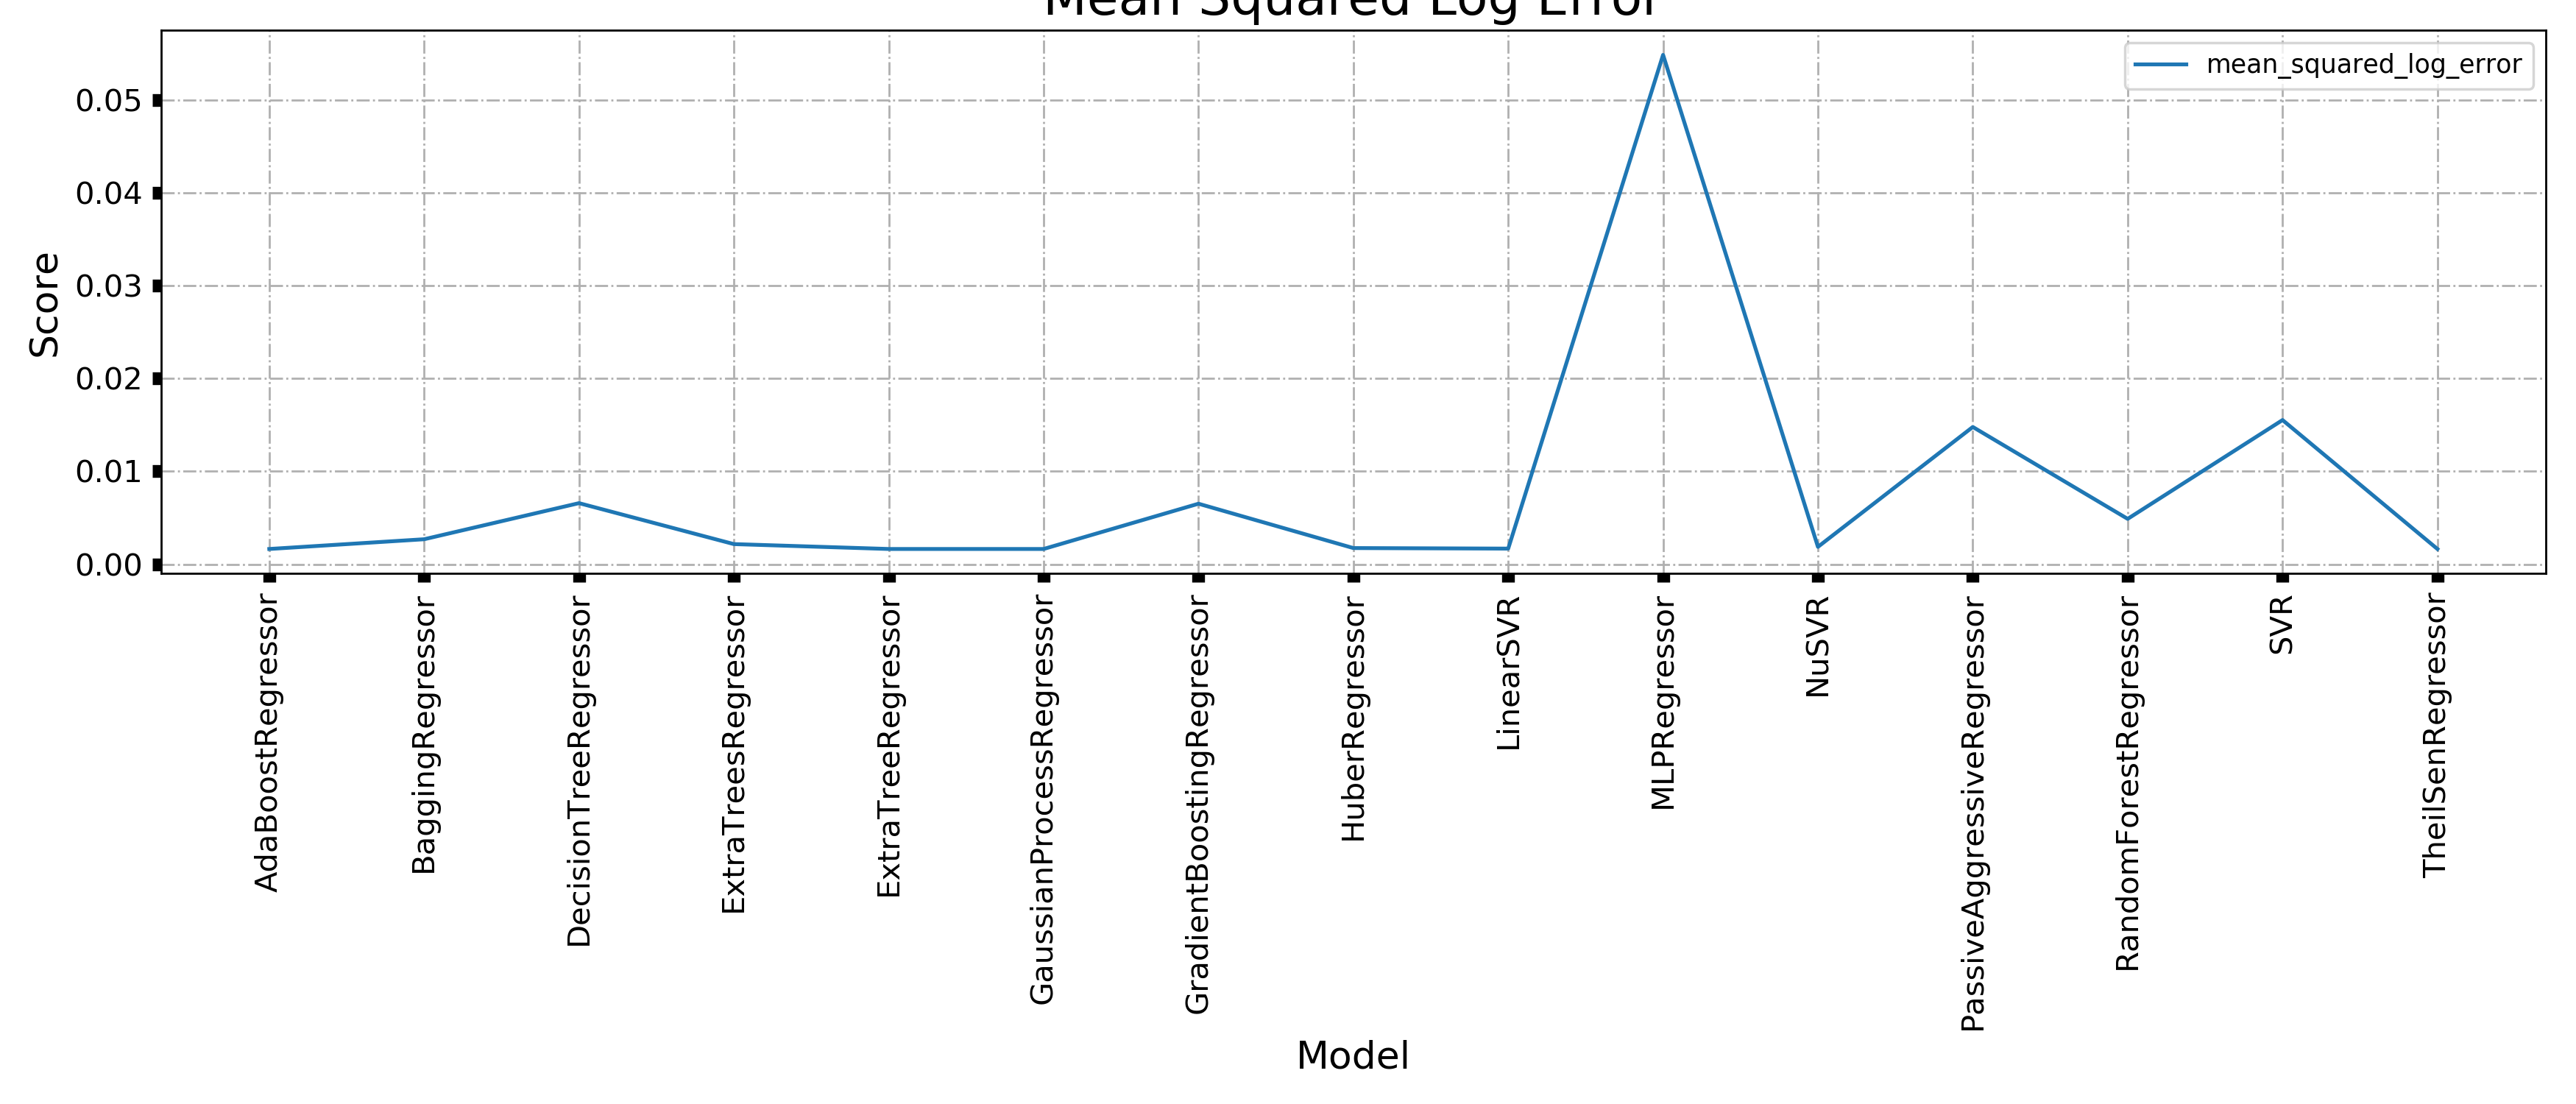 Mean Squared Log Error
mean_squared_log_error
Score
0.05
0.04
0.03
0.02
0.01
0.00
AdaBoostRegressor
BaggingRegressor
DecisionTreeRegressor
ExtraTreesRegressor
ExtraTreeRegressor
GaussianProcessRegressor
GradientBoostingRegressor
HuberRegressor
LinearSVR
MLPRegressor
NuSVR
PassiveAggressiveRegressor
RandomForestRegressor
SVR
TheilSenRegressor
Model